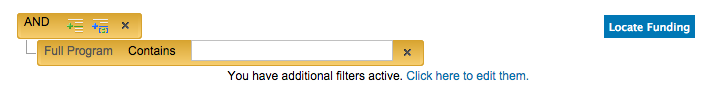 AND
Locate Funding
Full Program Contains
You have additional filters active. Click here to edit them.